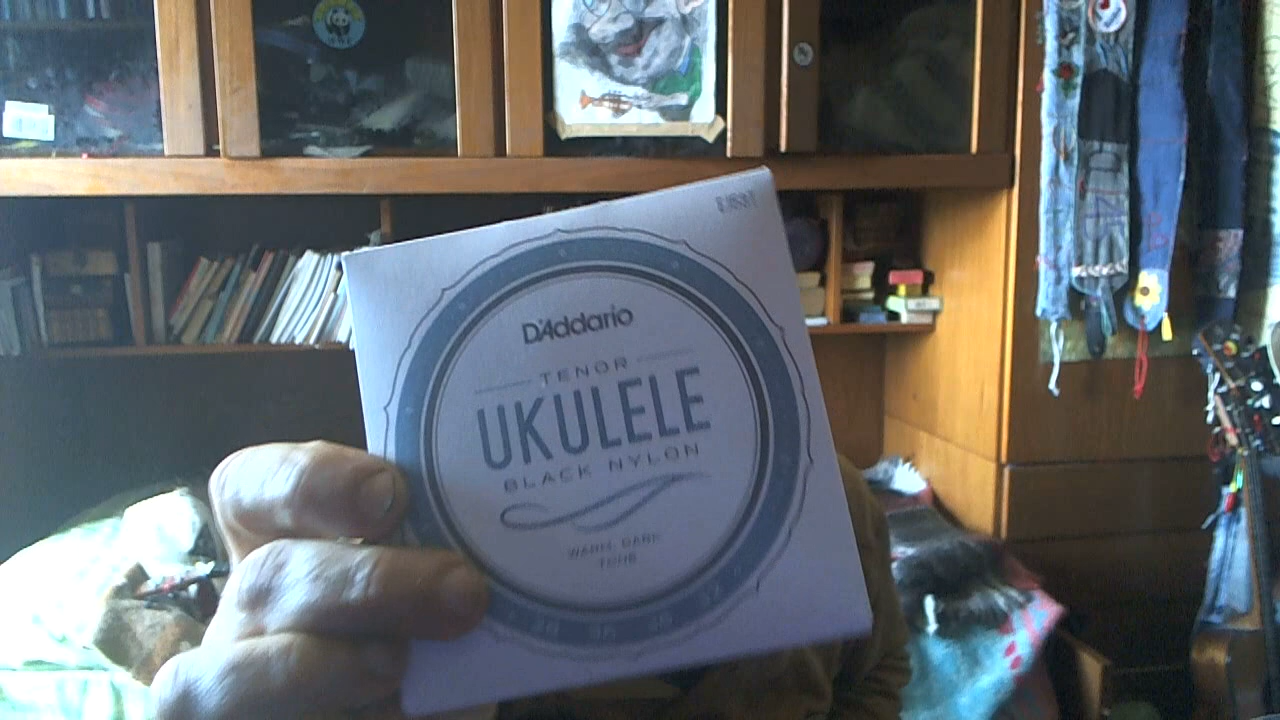 D'Addario
TENOR
UKULELE
BLACK NYLON
WARM, DARK
TONE